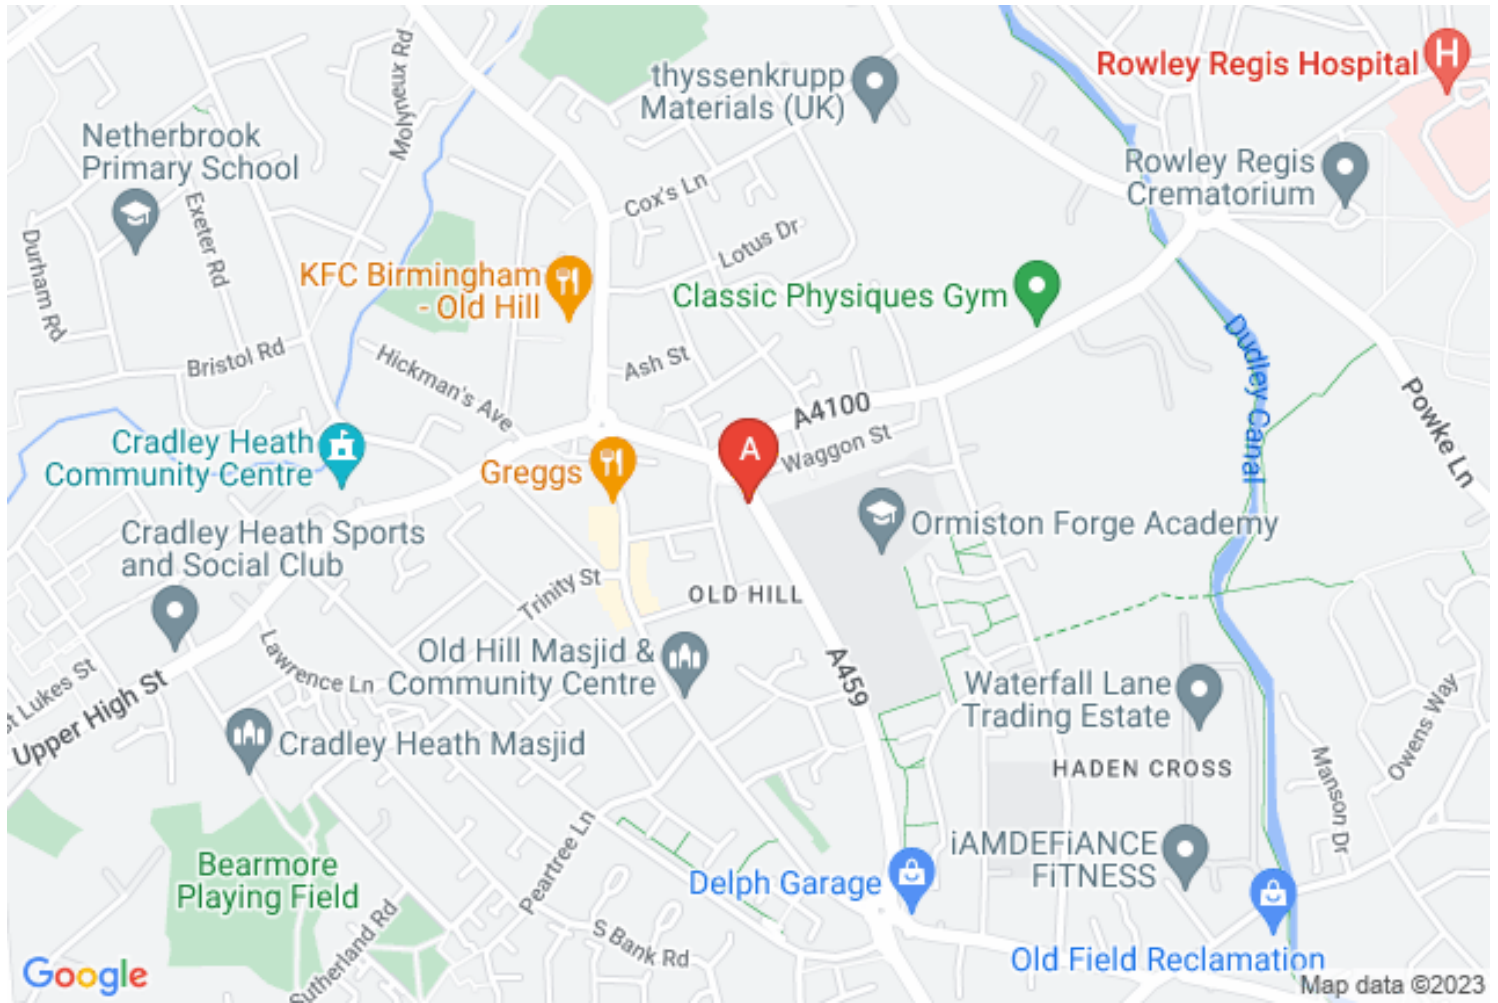 thyssenkrupp
Materials (UK)
Rowley Regis Hospital
H
Molyneux Rd
Netherbrook
Primary School
Rowley Regis
Crematorium
Cox's Ln
Exeter Rd
Durham Rd
Lotus Dr
KFC Birmingham
- Old Hill
Classic Physiques Gym
Dudley Canal
Bristol Rd
Hickman's Ave
Ash St
A4100
Powke Ln
Waggon St
A
Cradley Heath
Community Centre
Greggs
Ormiston Forge Academy
Cradley Heath Sports
and Social Club
Trinity St
OLD HILL
Lawrence Ln
Old Hill Masjid &
Community Centre
A459
St Lukes St
Upper High St
Waterfall Lane
Trading Estate
Owens Way
Cradley Heath Masjid
HADEN CROSS
Manson Dr
Bearmore
Playing Field
Peartree Ln
iAMDEFiANCE
FiTNESS
Delph Garage
Sutherland Rd
S Bank Rd
Old Field Reclamation
Google
Map data ©2023